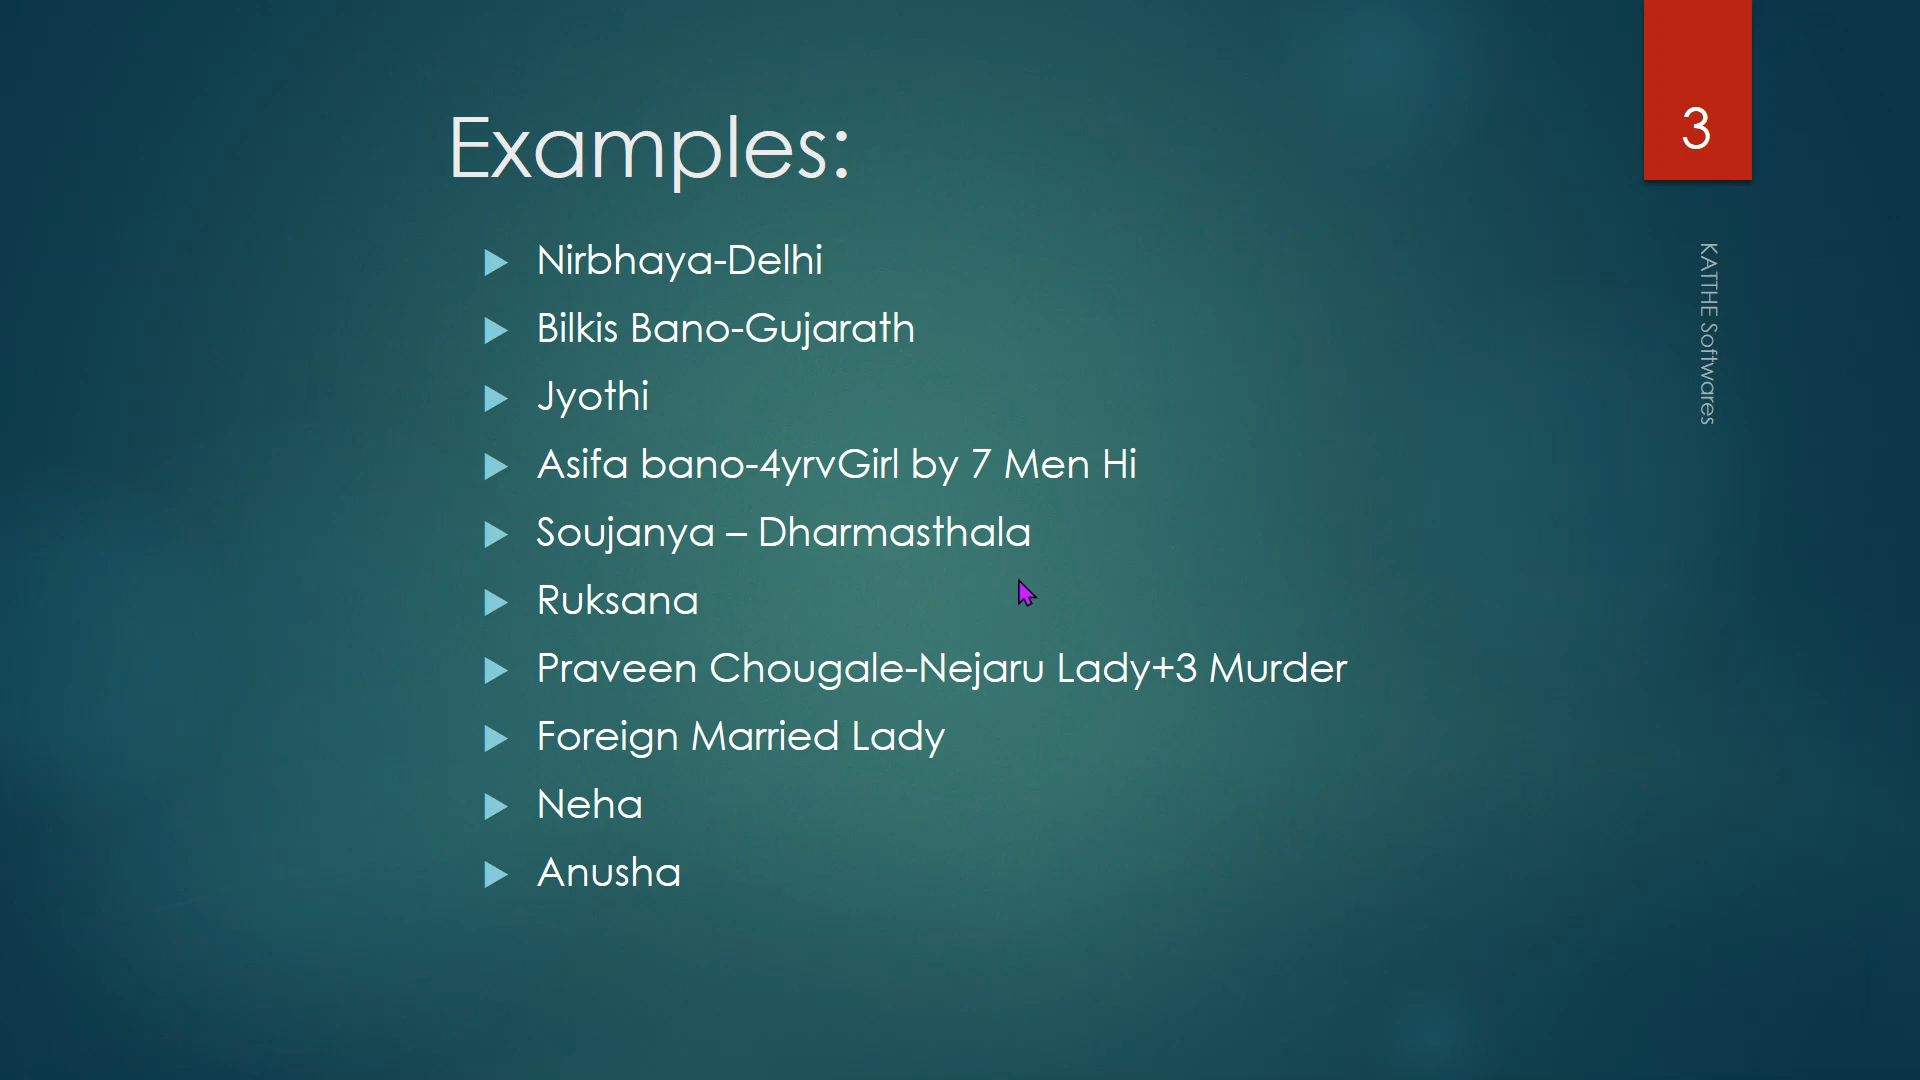 Examples:
3
Nirbhaya-Delhi
Bilkis Bano-Gujarath
Jyothi
Asifa bano-4yrvGirl by 7 Men Hi
Soujanya – Dharmasthala
Ruksana
Praveen Chougale-Nejaru Lady+3 Murder
Foreign Married Lady
Neha
Anusha
KATTHE Softwares